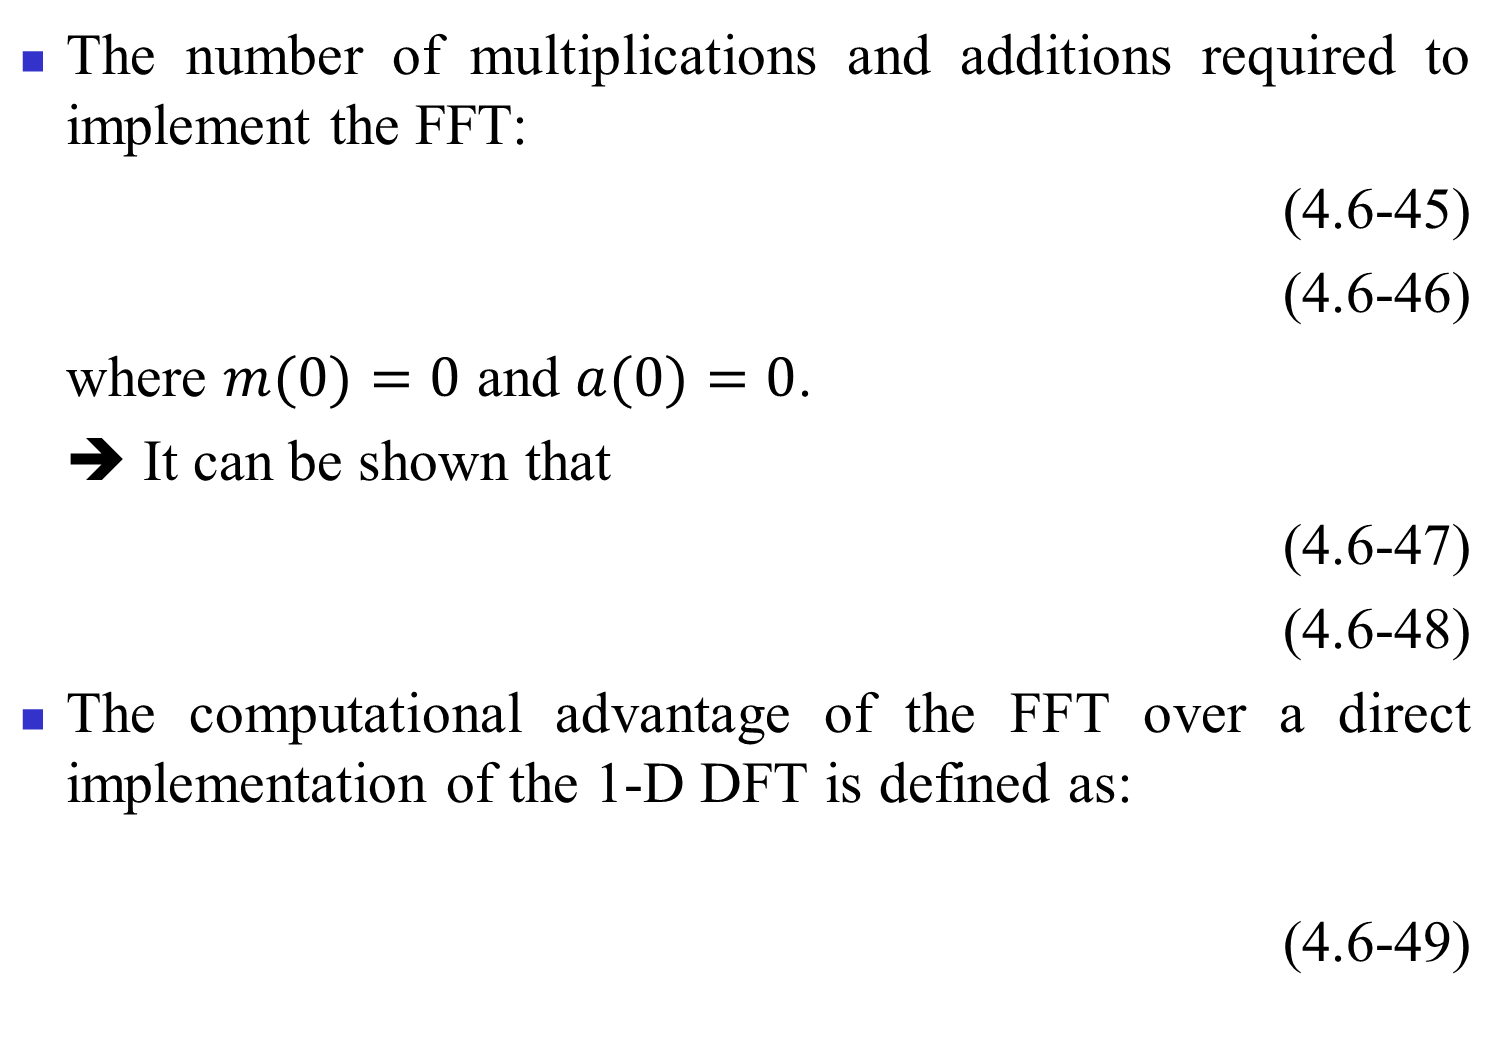 ▪ The number of multiplications and additions required to
implement the FFT:
(4.6-45)
(4.6-46)
where 𝑚(0) = 0 and 𝑎(0) = 0.
🡺 It can be shown that
(4.6-47)
(4.6-48)
▪ The computational advantage of the FFT over a direct
implementation of the 1-D DFT is defined as:
(4.6-49)